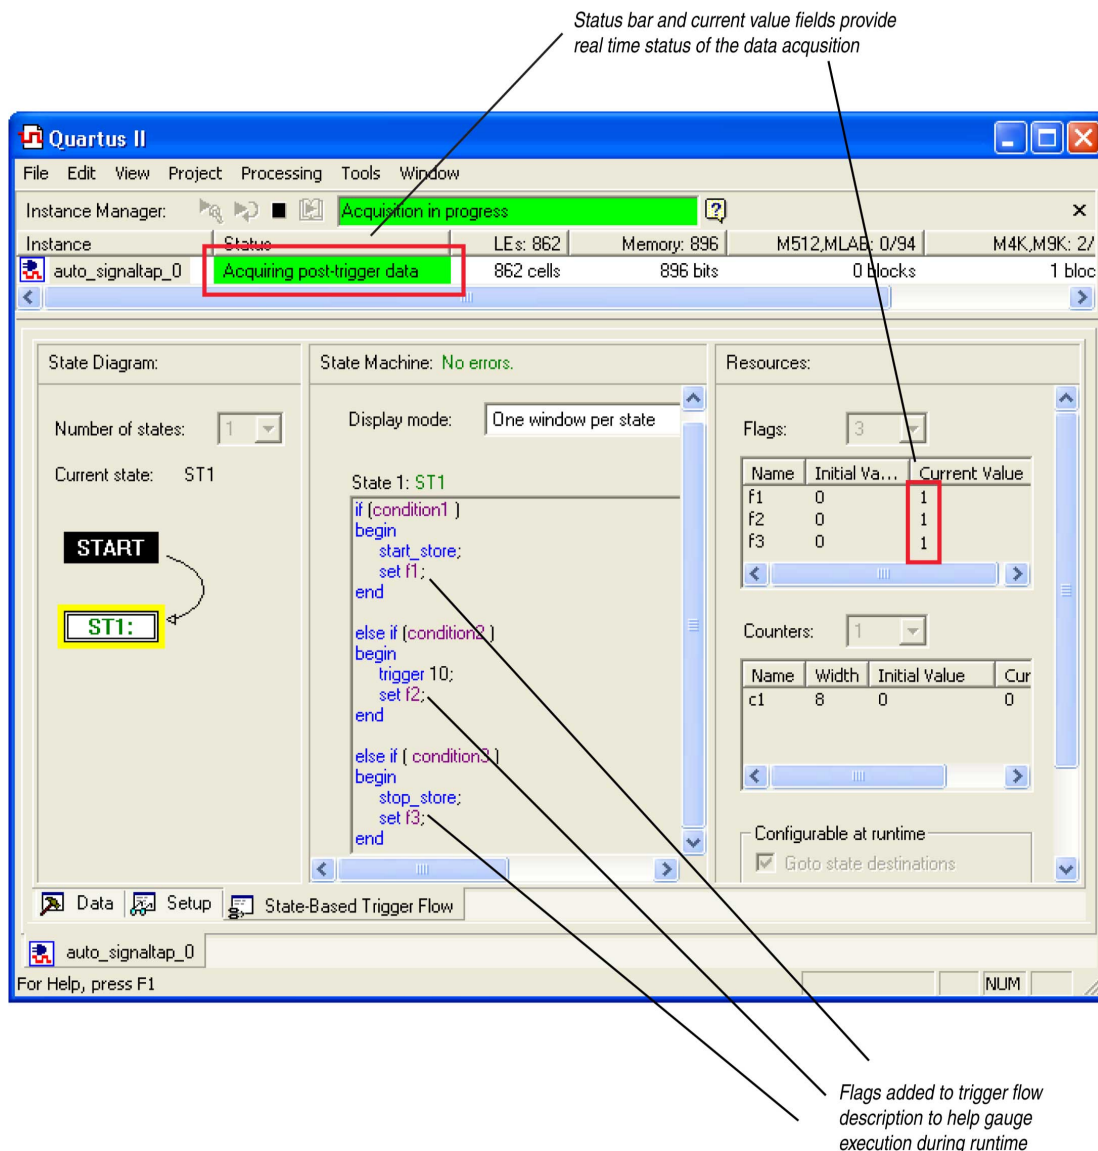 Status bar and current value fields provide
real time status of the data acqusition
Quartus II
File Edit View Project Processing Tools Window
Instance Manager: Acquisition in progress
Instance Status LEs: 862 Memory: 896 M512,MLAB: 0/94 M4K,M9K: 2/
auto_signaltap_0 Acquiring post-trigger data 862 cells 896 bits 0 blocks 1 bloc
State Diagram:
Number of states: 1
Current state: ST1
START
ST1:
State Machine: No errors.
Display mode: One window per state
State 1: ST1
if (condition1 )
begin
start_store;
set f1;
end
else if (condition2 )
begin
trigger 10;
set f2;
end
else if ( condition3 )
begin
stop_store;
set f3;
end
Resources:
Flags: 3
Name Initial Va... Current Value
f1 0 1
f2 0 1
f3 0 1
Counters: 1
Name Width Initial Value Cur
c1 8 0 0
Configurable at runtime
Goto state destinations
Data Setup State-Based Trigger Flow
auto_signaltap_0
For Help, press F1 NUM
Flags added to trigger flow
description to help gauge
execution during runtime